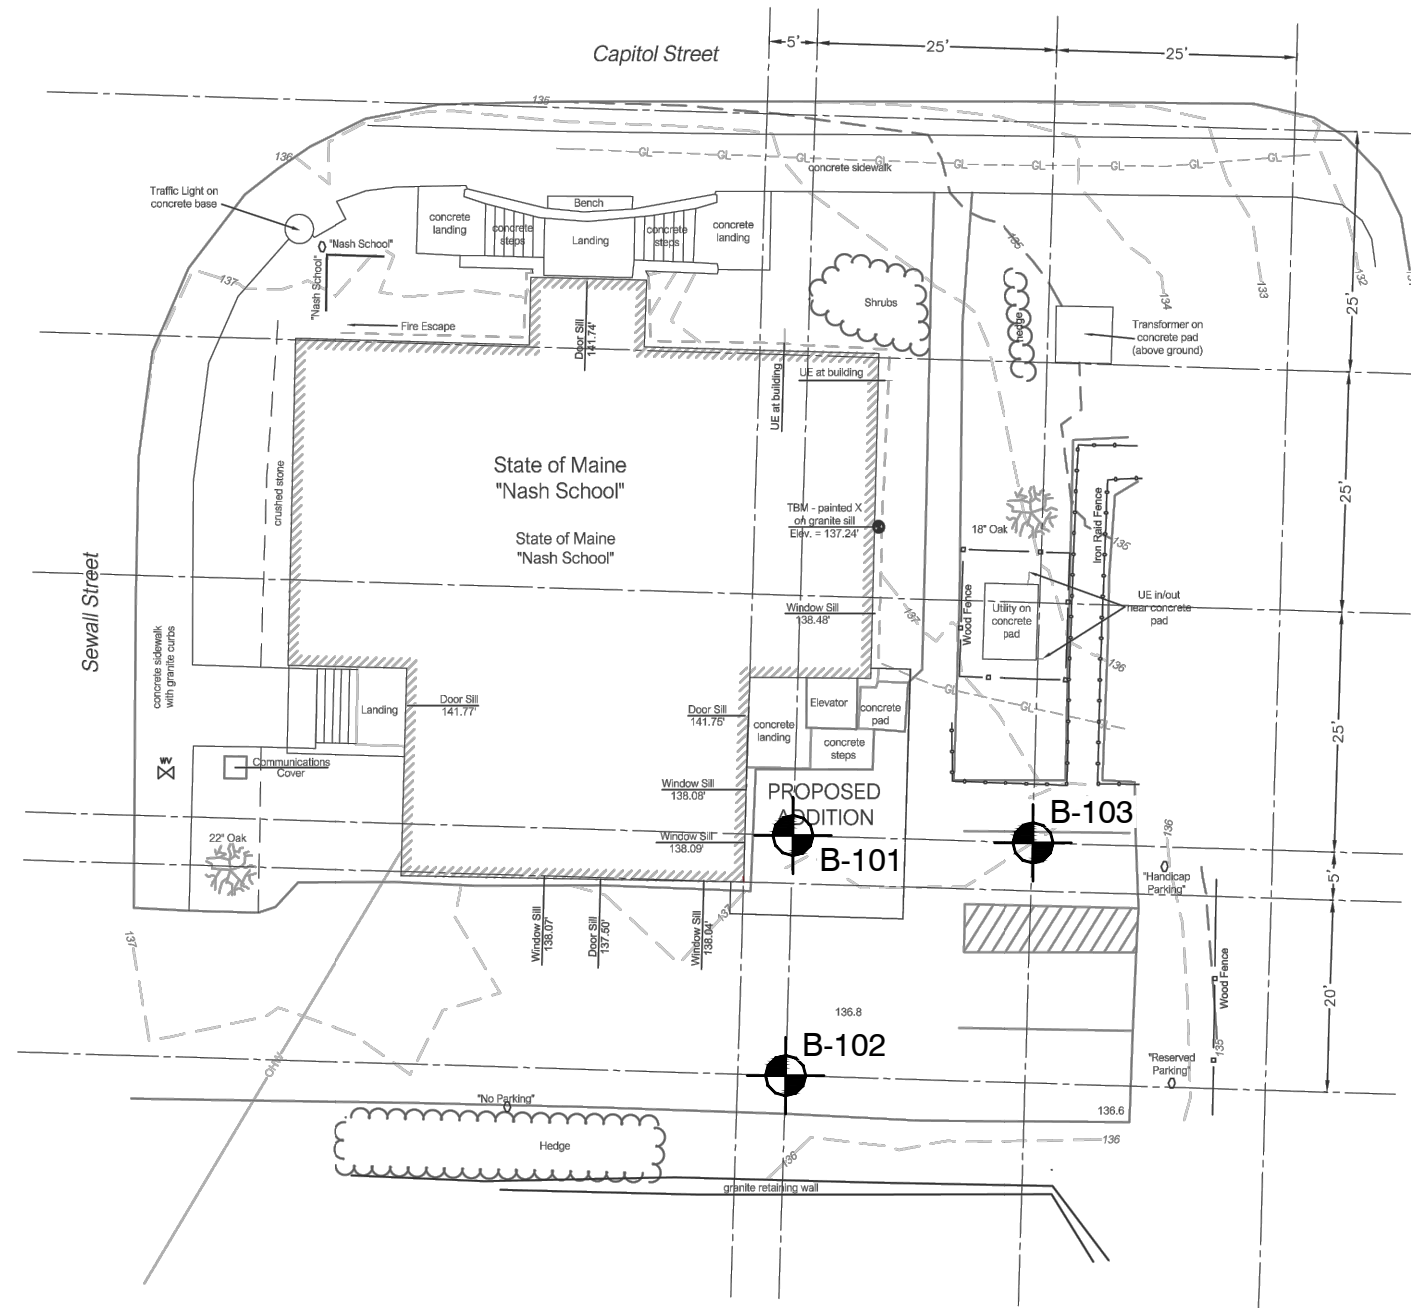 Capitol Street
5'
25'
25'
135
136
GL
GL
GL
GL
GL
GL
GL
GL
GL
concrete sidewalk
Traffic Light on
concrete base
Bench
concrete
landing
concrete
steps
Landing
concrete
steps
concrete
landing
"Nash School"
"Nash School"
137
135
134
133
132
25'
Shrubs
hedge
Fire Escape
Door Sill
141.74'
Transformer on
concrete pad
(above ground)
UE at building
UE at building
State of Maine
"Nash School"
State of Maine
"Nash School"
crushed stone
TBM - painted X
on granite sill
Elev. = 137.24'
18" Oak
Iron Raid Fence
135
25'
Sewall Street
Window Sill
138.48'
137
Wood Fence
Utility on
concrete
pad
UE in/out
near concrete
pad
136
concrete sidewalk
with granite curbs
Landing
Door Sill
141.77'
Door Sill
141.75'
concrete
landing
Elevator
concrete
pad
concrete
steps
GL
GL
GL
25'
WV
Communications
Cover
Window Sill
138.08'
PROPOSED
ADDITION
B-101
B-103
136
22" Oak
Window Sill
138.09'
"Handicap
Parking"
5'
137
Window Sill
138.07'
Door Sill
137.50'
Window Sill
138.04'
137
Wood Fence
20'
136.8
B-102
OHW
135
"Reserved
Parking"
"No Parking"
136.6
Hedge
136
136
granite retaining wall